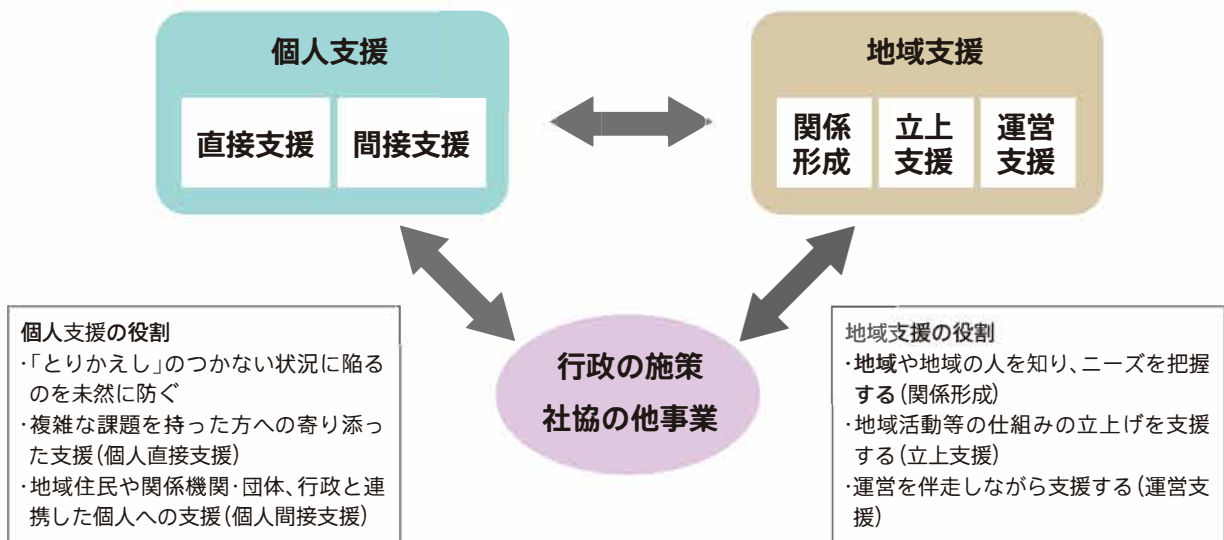 個人支援
直接支援
間接支援
地域支援
関係
形成
立上
支援
運営
支援
行政の施策
社協の他事業
個人支援の役割
・「とりかえし」のつかない状況に陥る
のを未然に防ぐ
・複雑な課題を持った方への寄り添っ
た支援(個人直接支援)
・地域住民や関係機関・団体、行政と連
携した個人への支援(個人間接支援)
地域支援の役割
・地域や地域の人を知り、ニーズを把握
する(関係形成)
・地域活動等の仕組みの立上げを支援
する(立上支援)
・運営を伴走しながら支援する(運営支
援)